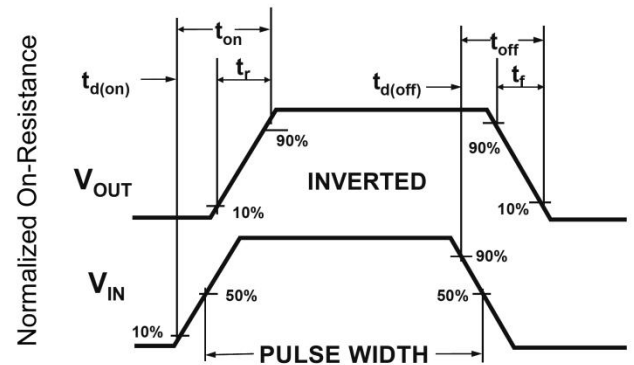 Normalized On-Resistance
t_on
t_off
t_d(on)
t_r
t_d(off)
t_f
90%
90%
V_OUT
INVERTED
10%
10%
90%
V_IN
50%
50%
10%
PULSE WIDTH